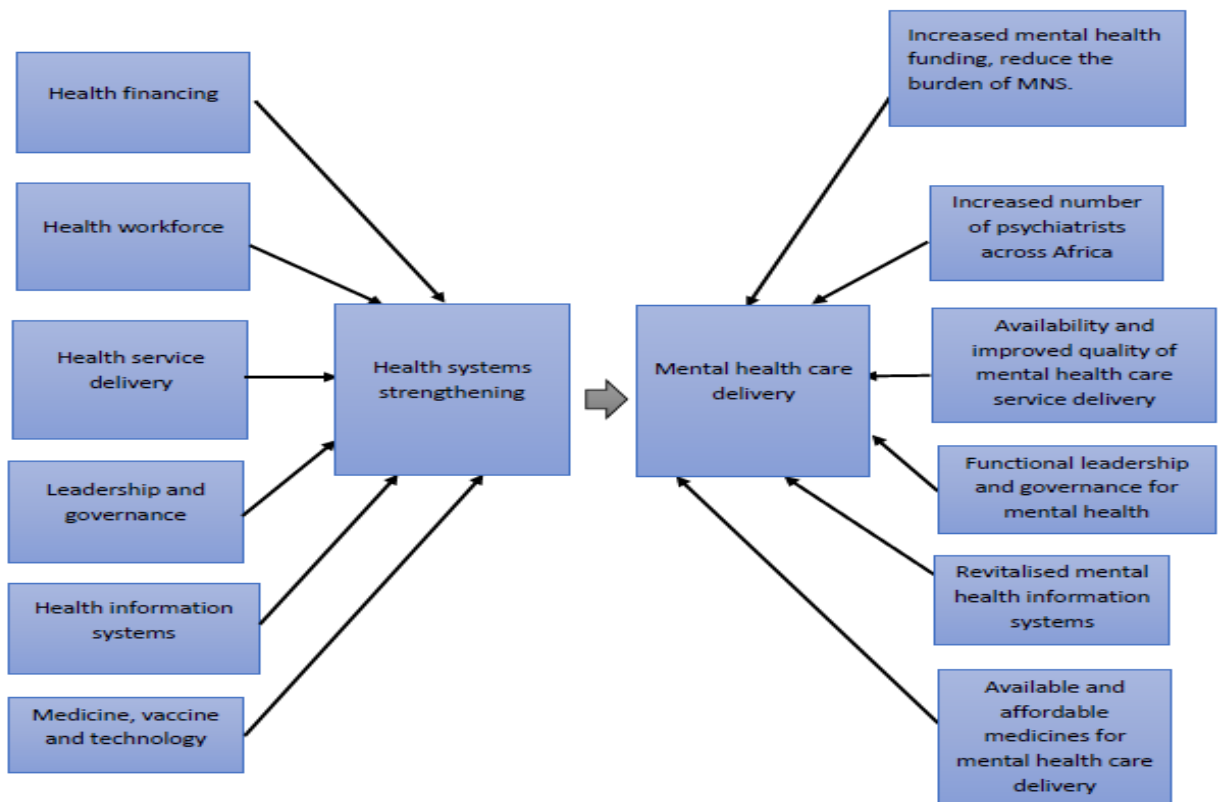 Health financing
Health workforce
Health service
delivery
Leadership and
governance
Health information
systems
Medicine, vaccine
and technology
Health systems
strengthening
Mental health care
delivery
Increased mental health
funding, reduce the
burden of MNS.
Increased number
of psychiatrists
across Africa
Availability and
improved quality of
mental health care
service delivery
Functional leadership
and governance for
mental health
Revitalised mental
health information
systems
Available and
affordable
medicines for
mental health care
delivery